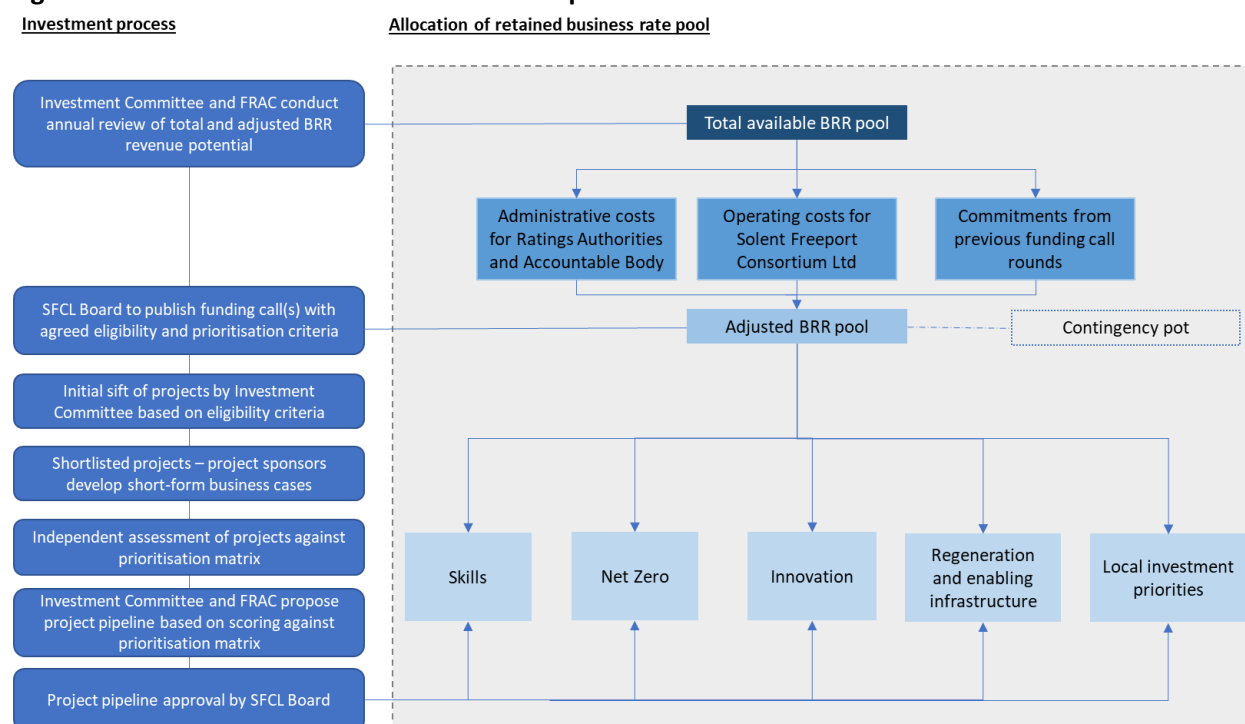 Investment process
Allocation of retained business rate pool
Investment Committee and FRAC conduct
annual review of total and adjusted BRR
revenue potential
Total available BRR pool
Administrative costs
for Ratings Authorities
and Accountable Body
Operating costs for
Solent Freeport
Consortium Ltd
Commitments from
previous funding call
rounds
SFCL Board to publish funding call(s) with
agreed eligibility and prioritisation criteria
Adjusted BRR pool
Contingency pot
Initial sift of projects by Investment
Committee based on eligibility criteria
Shortlisted projects – project sponsors
develop short-form business cases
Independent assessment of projects against
prioritisation matrix
Investment Committee and FRAC propose
project pipeline based on scoring against
prioritisation matrix
Project pipeline approval by SFCL Board
Skills
Net Zero
Innovation
Regeneration
and enabling
infrastructure
Local investment
priorities